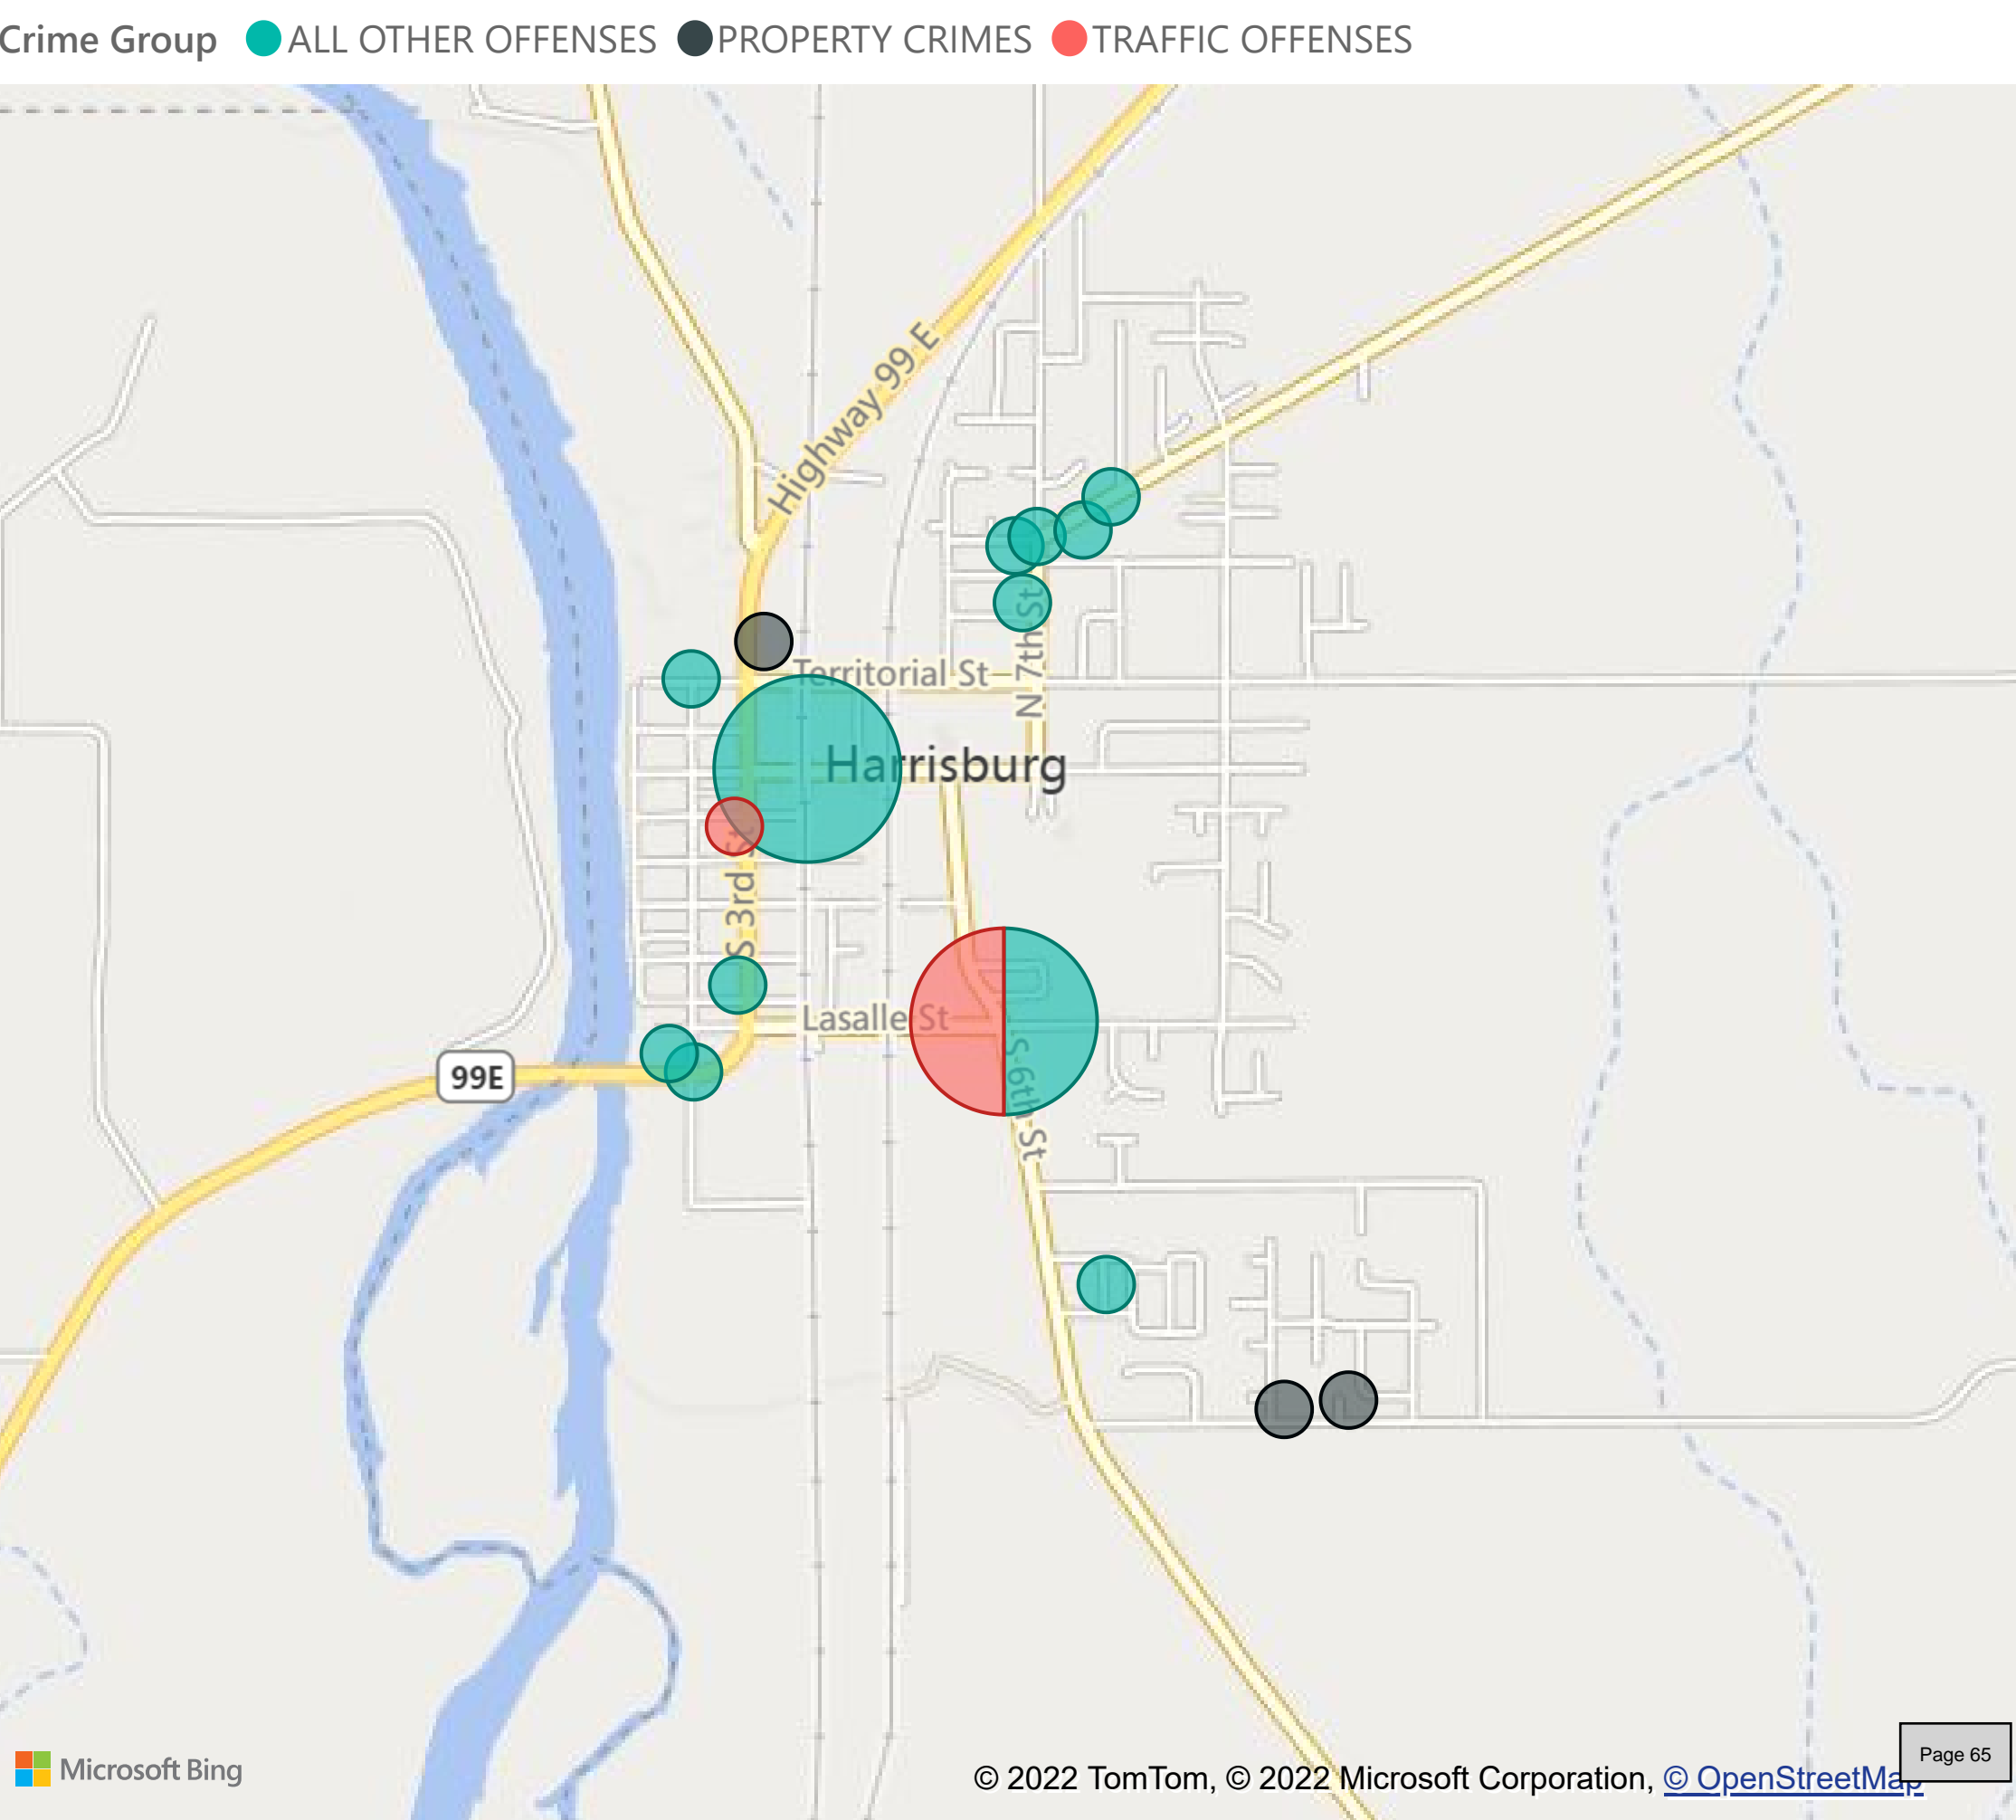 Crime Group ALL OTHER OFFENSES PROPERTY CRIMES TRAFFIC OFFENSES
Highway 99 E
Territorial St
N 7th St
Harrisburg
S 3rd St
Lasalle St
99E
S 6th St
Microsoft Bing
© 2022 TomTom, © 2022 Microsoft Corporation, © OpenStreetMap
Page 65